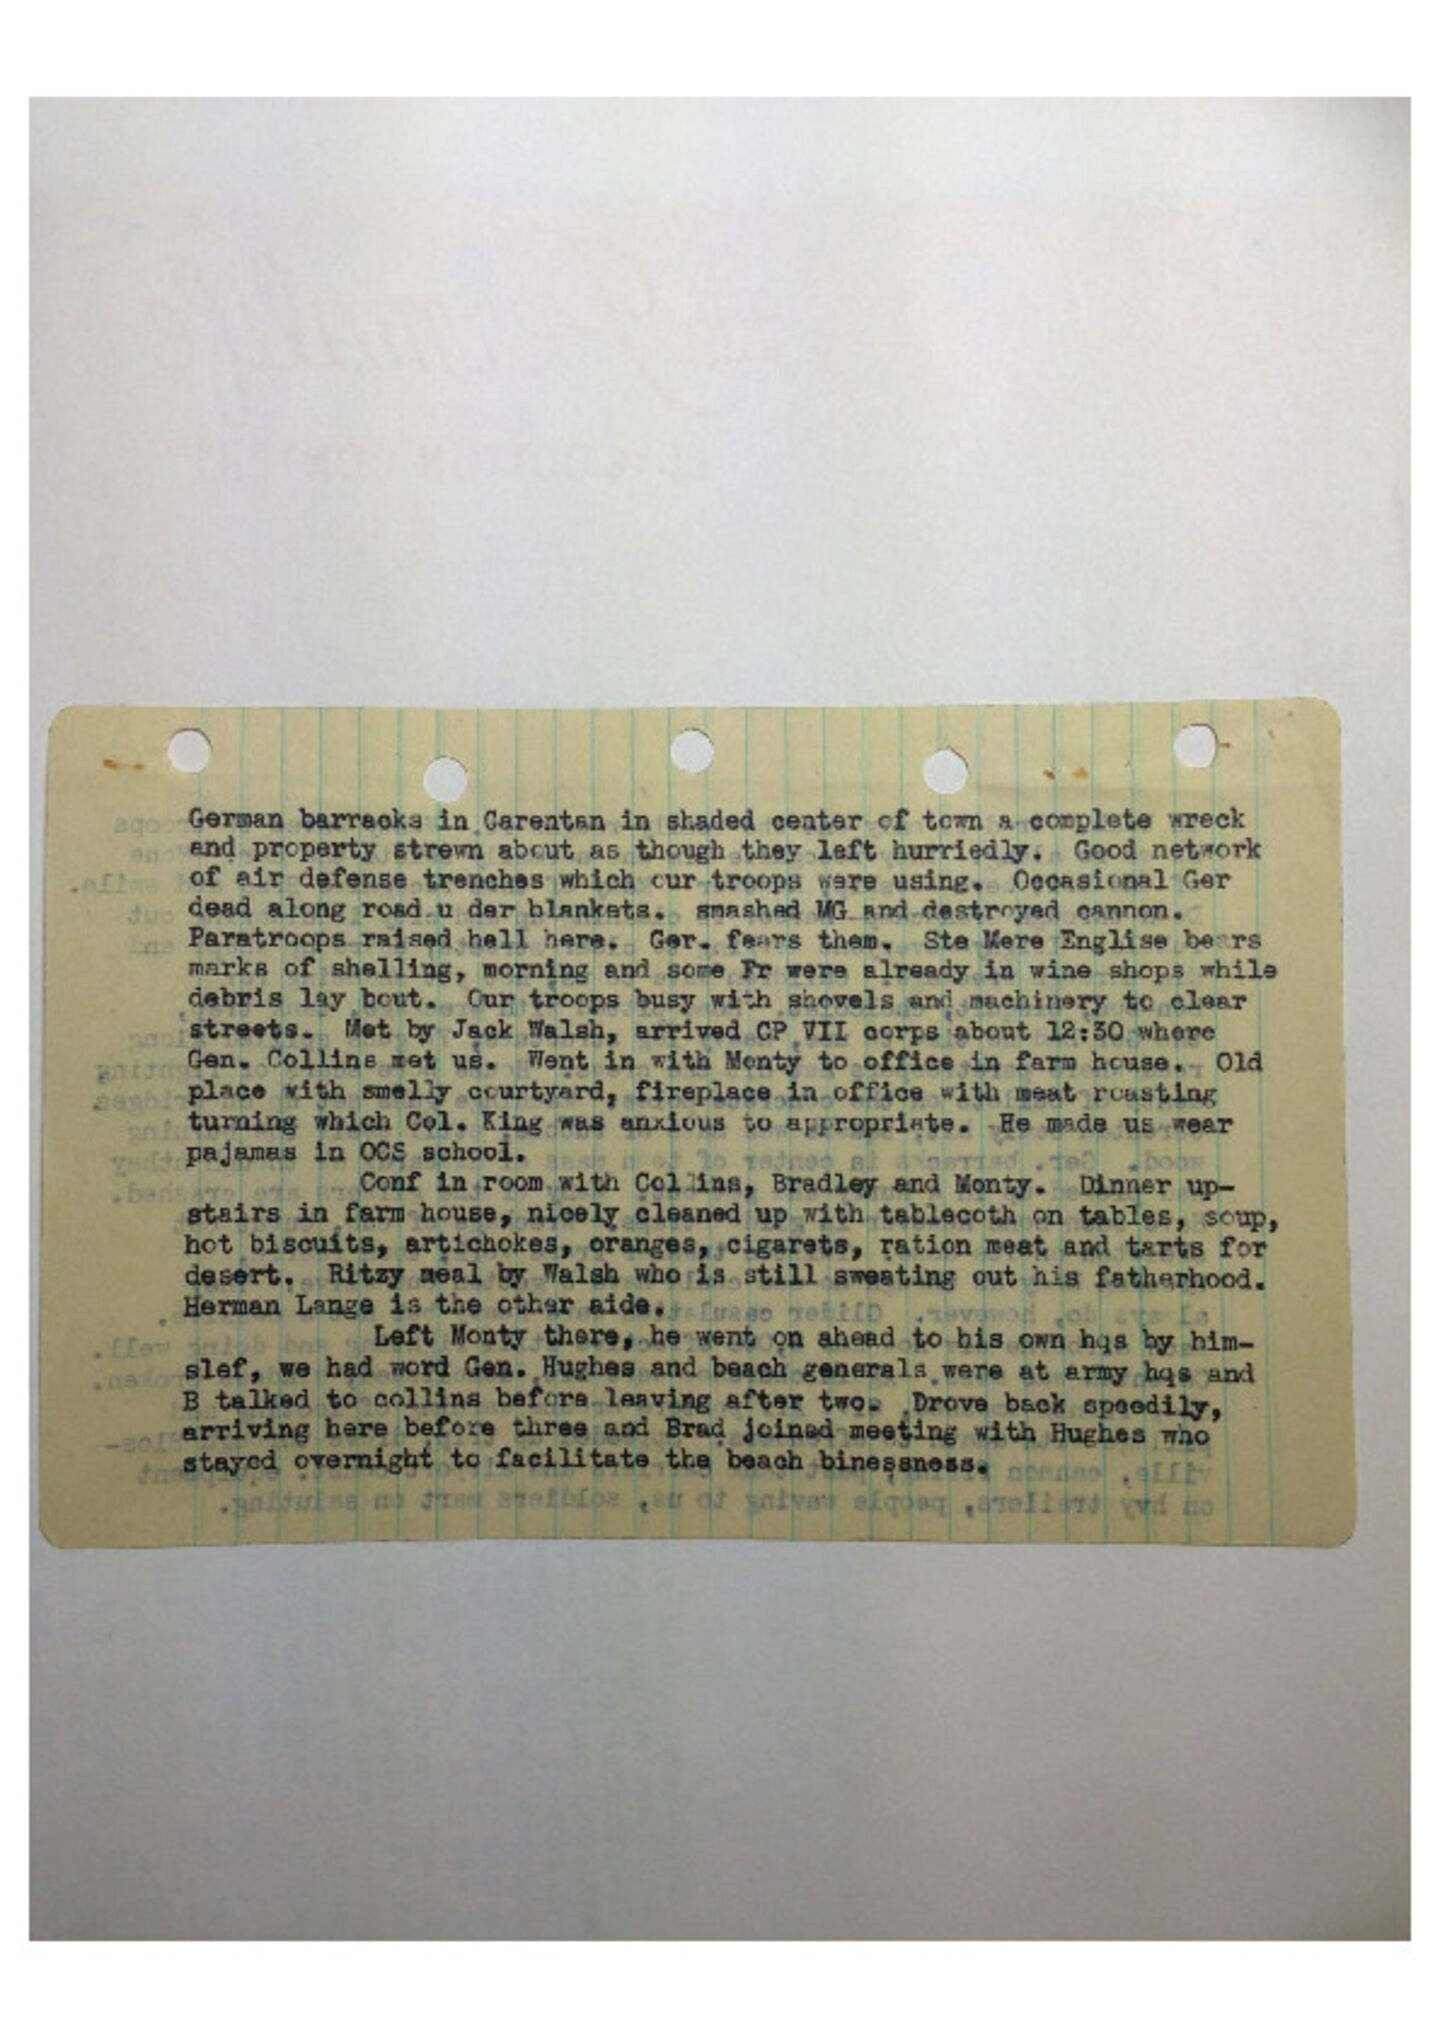 German barracks in Carentan in shaded center of town a complete wreck
and property strewn about as though they left hurriedly. Good network
of air defense trenches which our troops were using. Occasional Ger
dead along road u der blankets. smashed MG and destroyed cannon.
Paratroops raised hell here. Ger. fears them. Ste Mere Englise bears
marks of shelling, morning and some Fr were already in wine shops while
debris lay bout. Our troops busy with shovels and machinery to clear
streets. Met by Jack Walsh, arrived CP VII corps about 12:30 where
Gen. Collins met us. Went in with Monty to office in farm house. Old
place with smelly courtyard, fireplace in office with meat roasting
turning which Col. King was anxious to appropriate. He made us wear
pajamas in OCS school.
Conf in room with Collins, Bradley and Monty. Dinner up-
stairs in farm house, nicely cleaned up with tablecoth on tables, soup,
hot biscuits, artichokes, oranges, cigarets, ration meat and tarts for
desert. Ritzy meal by Walsh who is still sweating out his fatherhood.
Herman Lange is the other aide.
Left Monty there, he went on ahead to his own hqs by him-
slef, we had word Gen. Hughes and beach generals were at army hqs and
B talked to collins before leaving after two. Drove back speedily,
arriving here before three and Brad joined meeting with Hughes who
stayed overnight to facilitate the beach binessness.